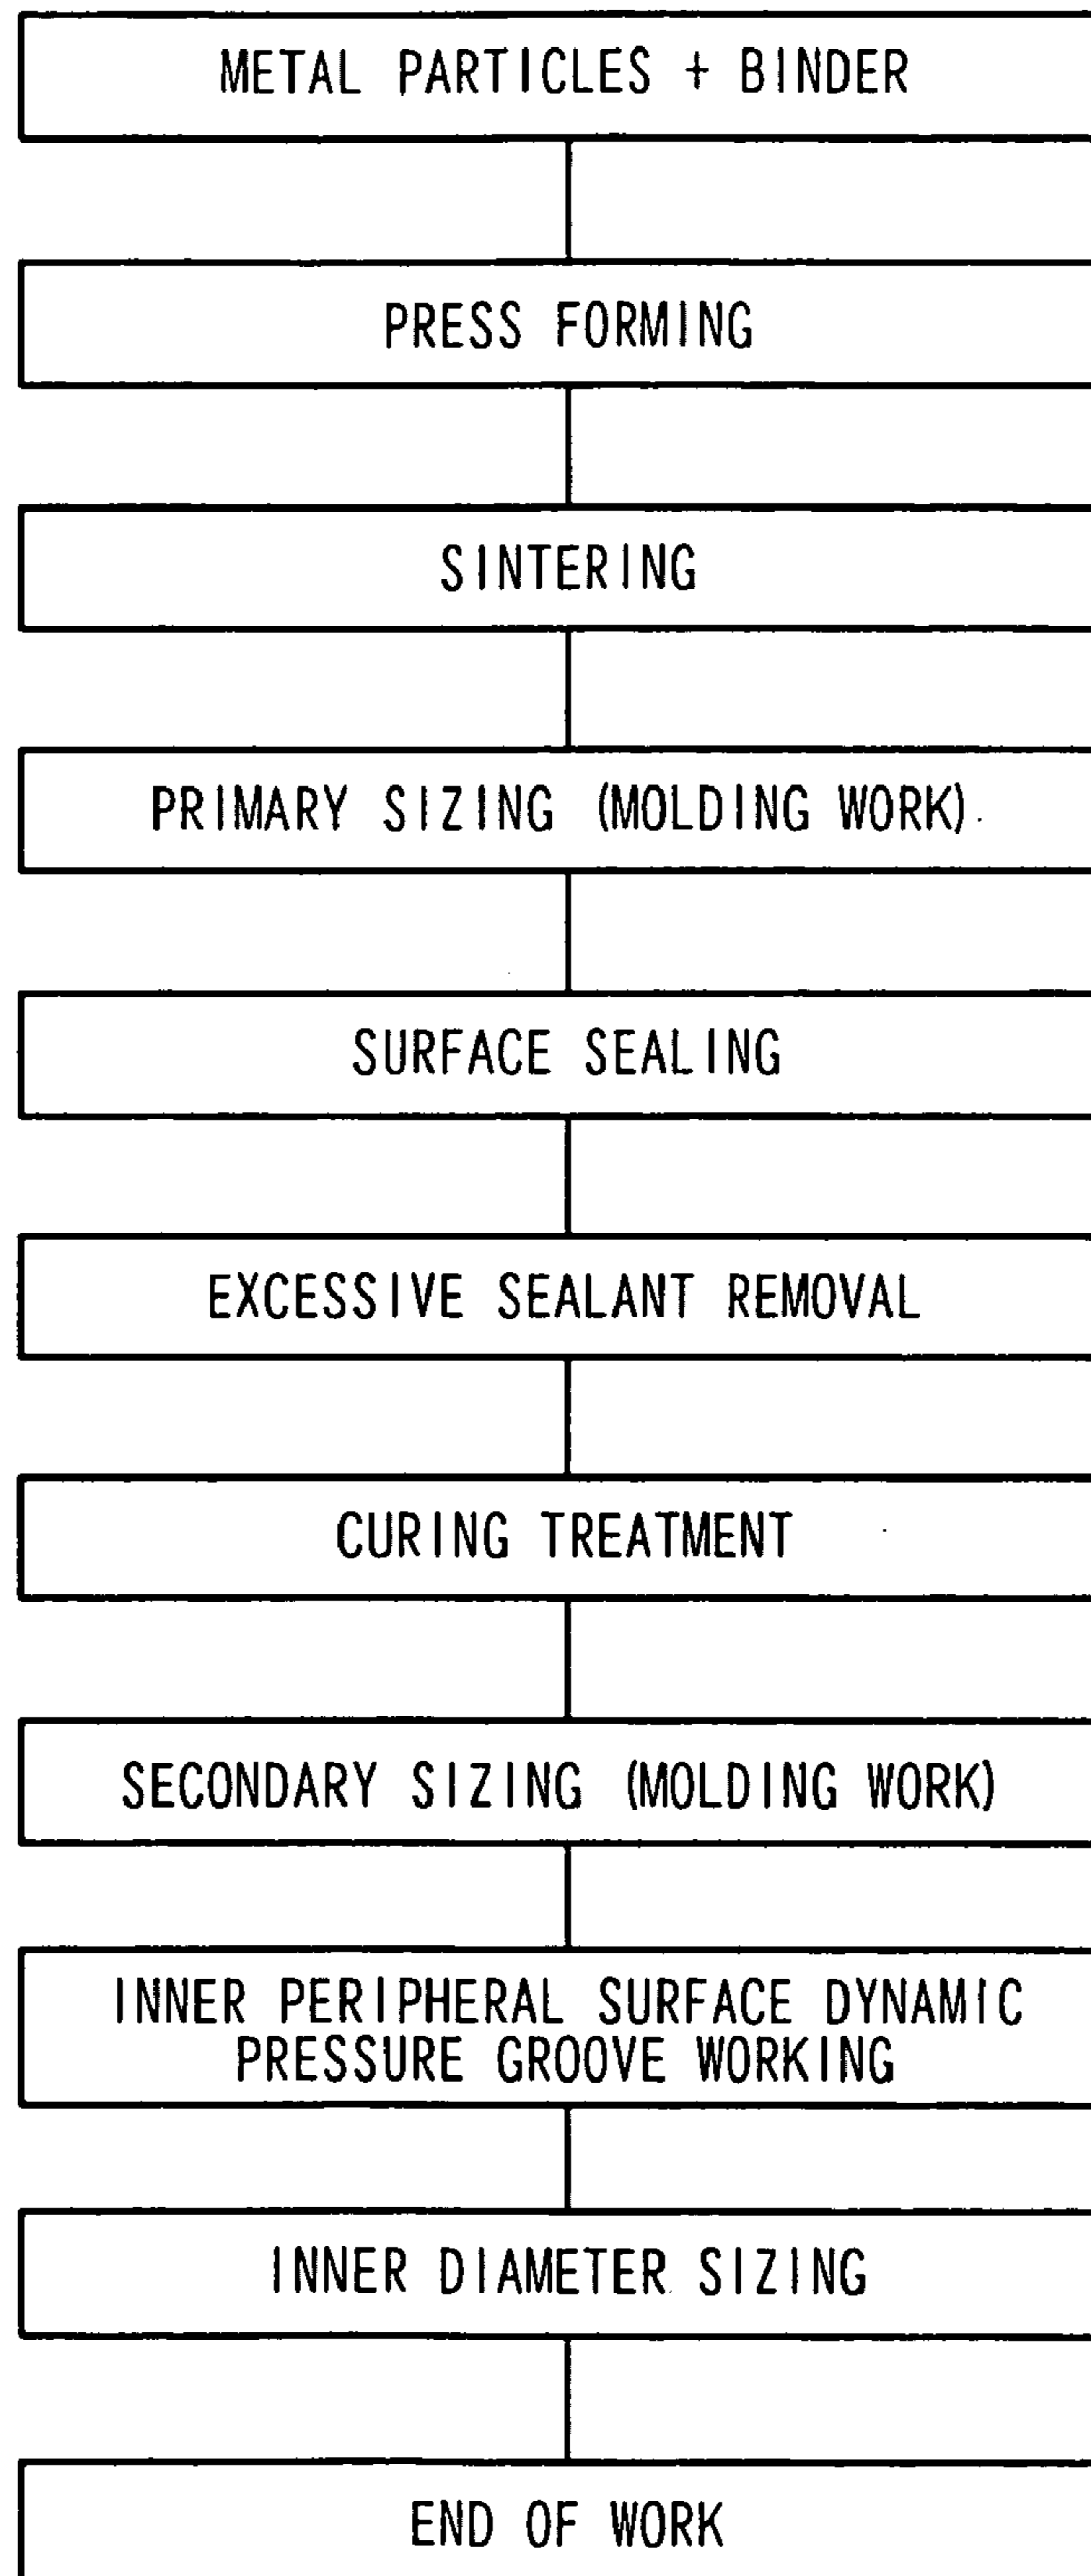 METAL PARTICLES + BINDER
PRESS FORMING
SINTERING
PRIMARY SIZING (MOLDING WORK)
SURFACE SEALING
EXCESSIVE SEALANT REMOVAL
CURING TREATMENT
SECONDARY SIZING (MOLDING WORK)
INNER PERIPHERAL SURFACE DYNAMIC
PRESSURE GROOVE WORKING
INNER DIAMETER SIZING
END OF WORK